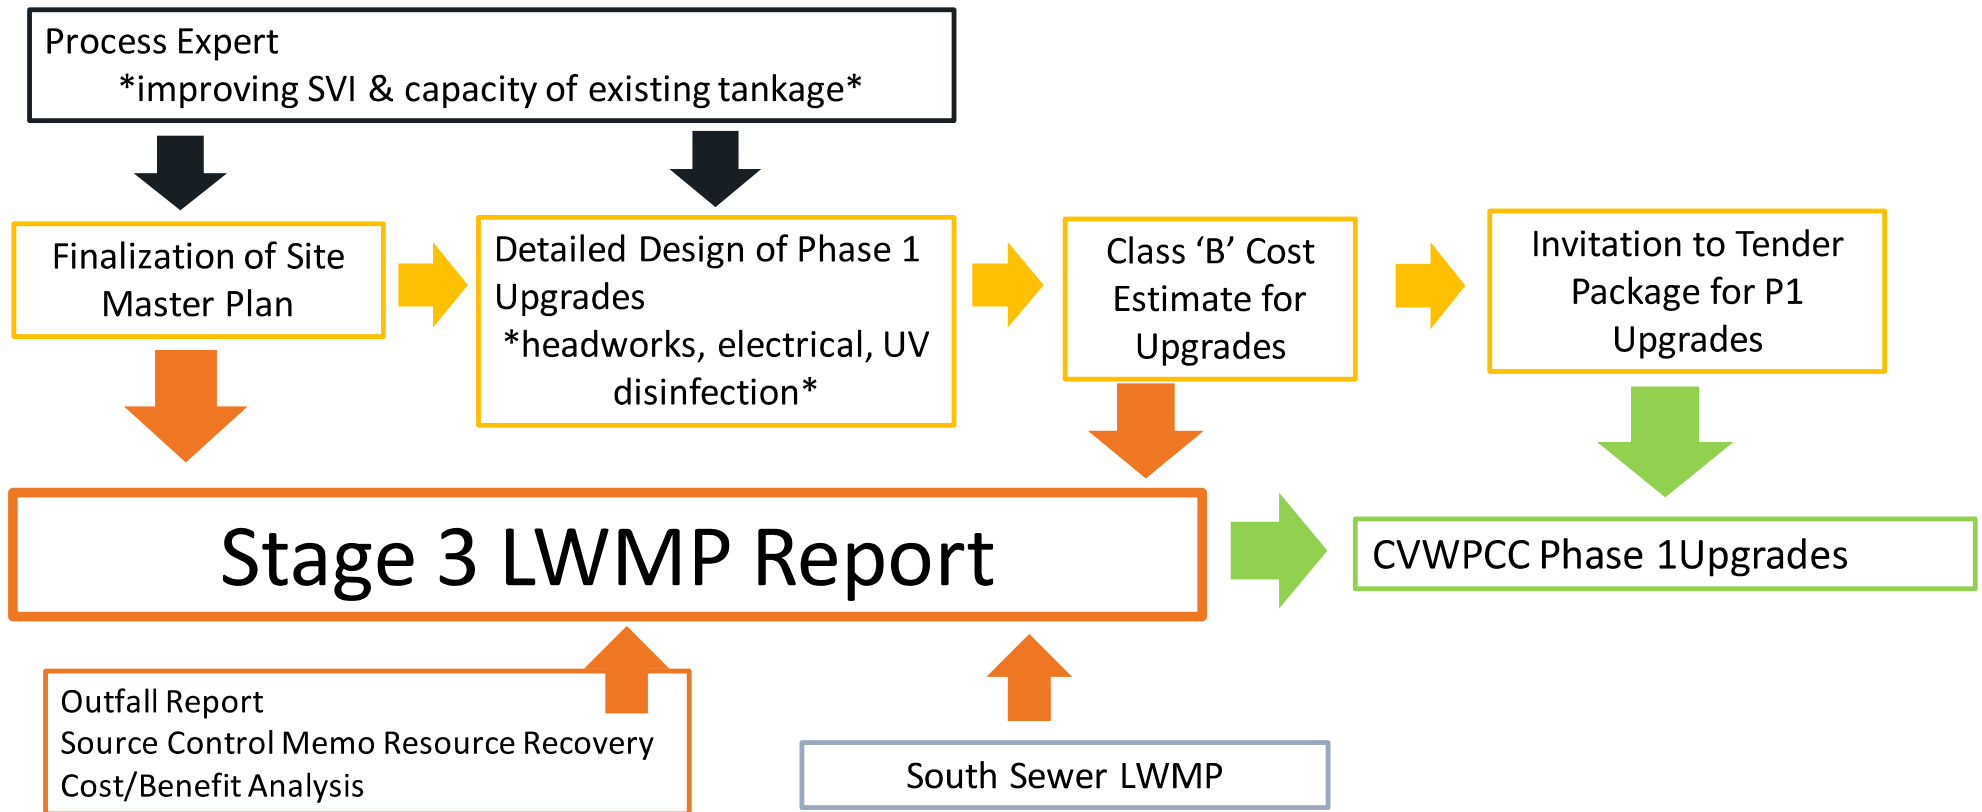 Process Expert
*improving SVI & capacity of existing tankage*
Finalization of Site
Master Plan
Detailed Design of Phase 1
Upgrades
*headworks, electrical, UV
disinfection*
Class ‘B’ Cost
Estimate for
Upgrades
Invitation to Tender
Package for P1
Upgrades
Stage 3 LWMP Report
CVWPCC Phase 1Upgrades
Outfall Report
Source Control Memo Resource Recovery
Cost/Benefit Analysis
South Sewer LWMP